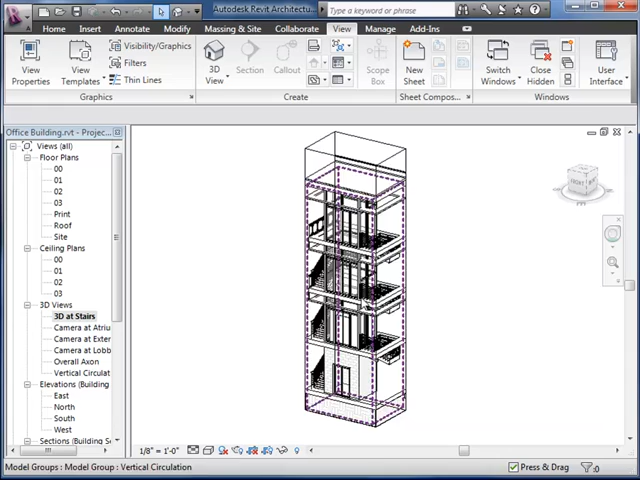 Autodesk Revit Architectu...
Type a keyword or phrase
Home Insert Annotate Modify Massing & Site Collaborate View Manage Add-Ins
View
Properties
View
Templates
Visibility/Graphics
Filters
Thin Lines
3D
View
Section
Callout
Scope
Box
New
Sheet
Switch
Windows
Close
Hidden
User
Interface
Graphics Create Sheet Compos... Windows
Office Building.rvt - Projec...
Views (all)
Floor Plans
00
01
02
03
Print
Roof
Site
Ceiling Plans
00
01
02
03
3D Views
3D at Stairs
Camera at Atriu
Camera at Exter
Camera at Lobb
Overall Axon
Vertical Circulat
Elevations (Building
East
North
South
West
Sections (Building S
FRONT
1/8" = 1'-0"
Model Groups : Model Group : Vertical Circulation
Press & Drag
:0